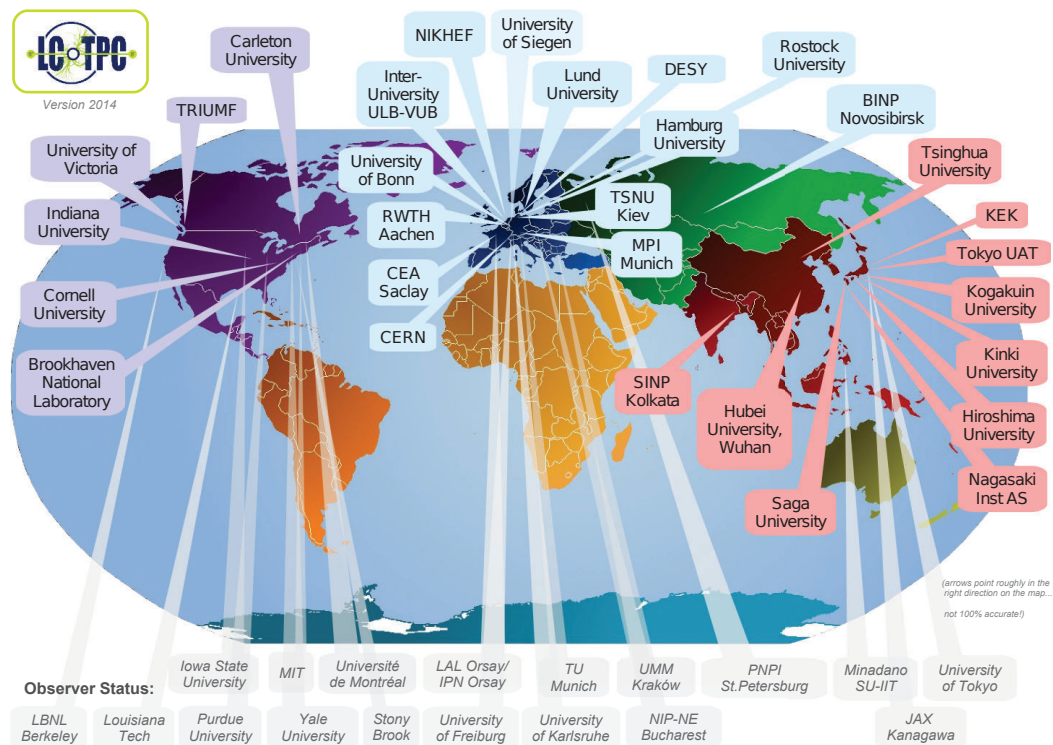 LC TPC
Version 2014
Carleton
University
TRIUMF
University of
Victoria
Indiana
University
Cornell
University
Brookhaven
National
Laboratory
NIKHEF
University
of Siegen
Inter-
University
ULB-VUB
Lund
University
DESY
Rostock
University
BINP
Novosibirsk
Hamburg
University
University
of Bonn
RWTH
Aachen
TSNU
Kiev
MPI
Munich
CEA
Saclay
CERN
Tsinghua
University
KEK
Tokyo UAT
Kogakuin
University
Kinki
University
Hiroshima
University
Nagasaki
Inst AS
SINP
Kolkata
Hubei
University,
Wuhan
Saga
University
(arrows point roughly in the
right direction on the map...
not 100% accurate!)
Observer Status:
Iowa State
University
MIT
Université
de Montréal
LAL Orsay/
IPN Orsay
TU
Munich
UMM
Kraków
PNPI
St.Petersburg
Minadano
SU-IIT
University
of Tokyo
LBNL
Berkeley
Louisiana
Tech
Purdue
University
Yale
University
Stony
Brook
University
of Freiburg
University
of Karlsruhe
NIP-NE
Bucharest
JAX
Kanagawa